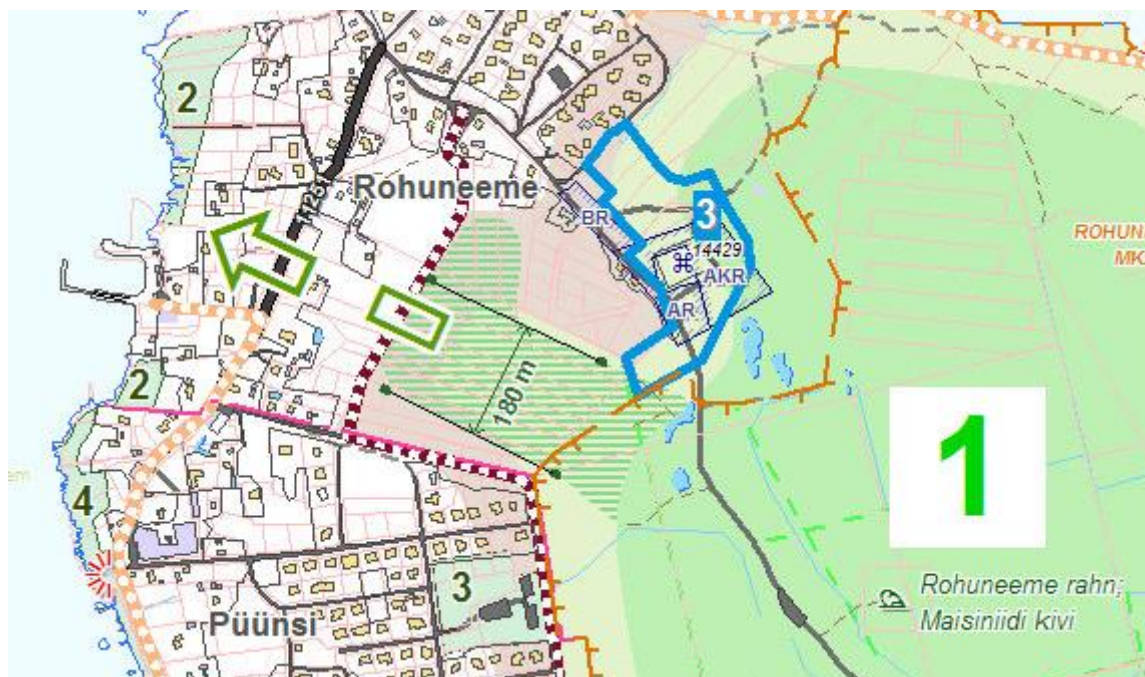 2
Rohuneeme
BR
3
14429
AKR
AR
ROHUN
MK
180 m
2
4
1
3
Rohuneeme rahn;
Maisiniidi kivi
Püünsi